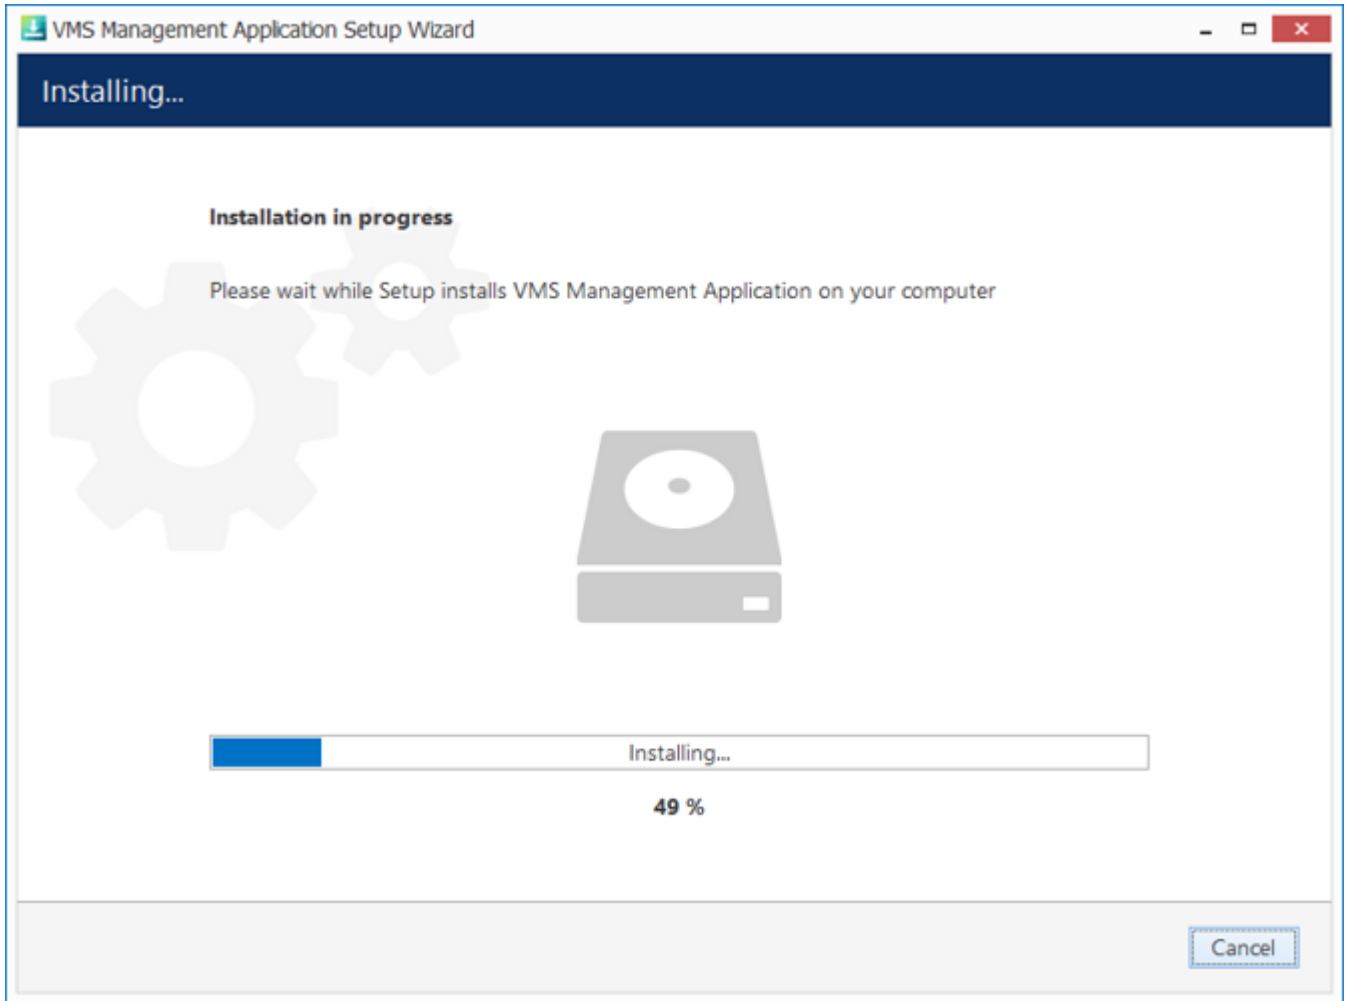 VMS Management Application Setup Wizard
Installing...
Installation in progress
Please wait while Setup installs VMS Management Application on your computer
Installing...
49 %
Cancel